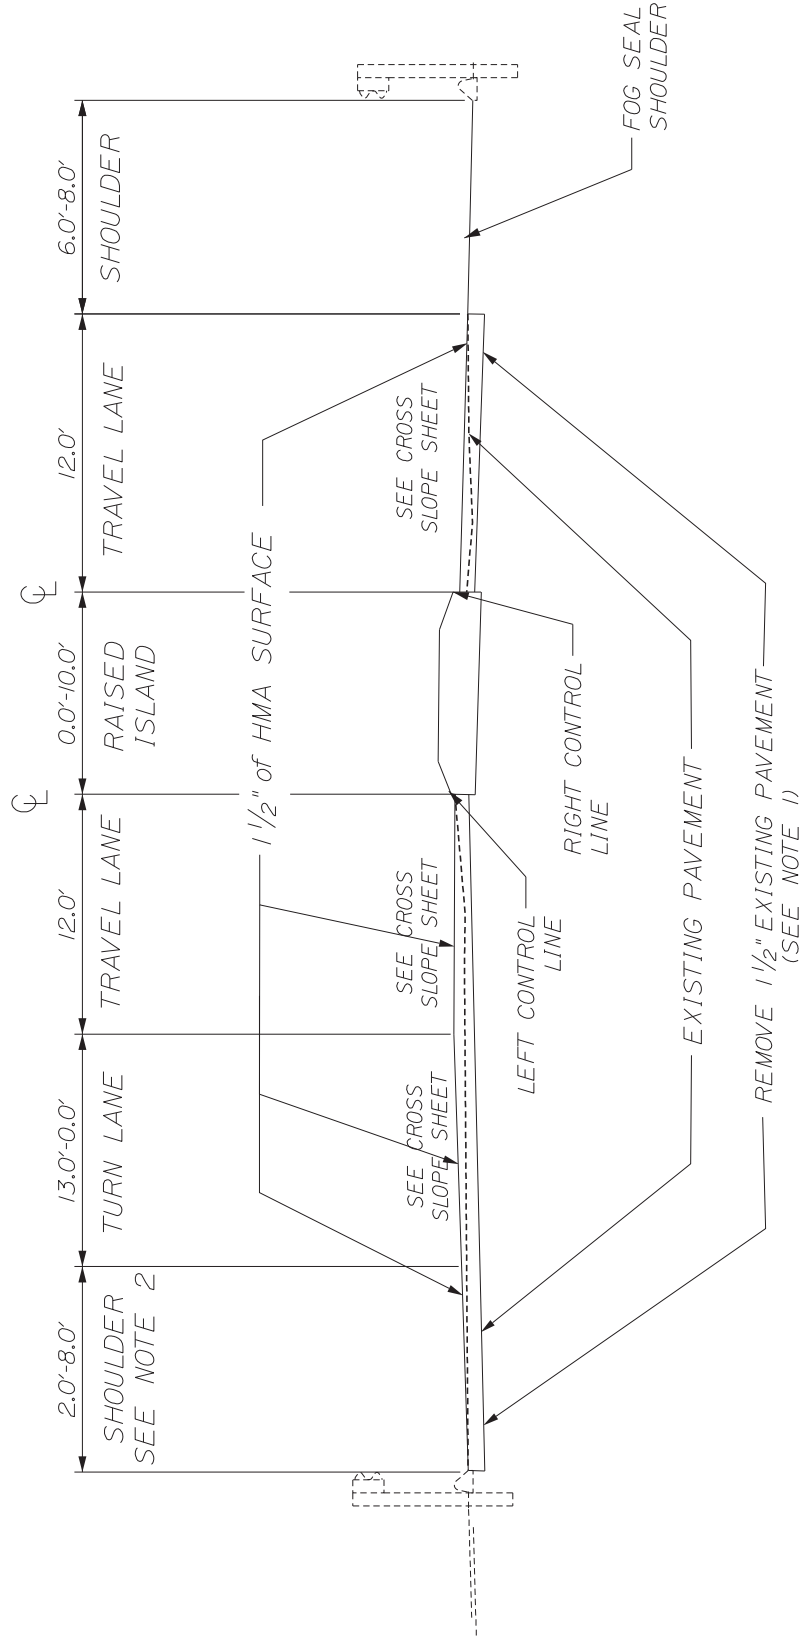 2.0'-8.0'
13.0'-0.0'
12.0'
0.0'-10.0'
12.0'
6.0'-8.0'
SHOULDER
SEE NOTE 2
TURN LANE
TRAVEL LANE
RAISED
ISLAND
TRAVEL LANE
SHOULDER
1 1/2" of HMA SURFACE
SEE CROSS
SLOPE SHEET
SEE CROSS
SLOPE SHEET
SEE CROSS
SLOPE SHEET
LEFT CONTROL
LINE
RIGHT CONTROL
LINE
FOG SEAL
SHOULDER
EXISTING PAVEMENT
REMOVE 1 1/2" EXISTING PAVEMENT
(SEE NOTE 1)